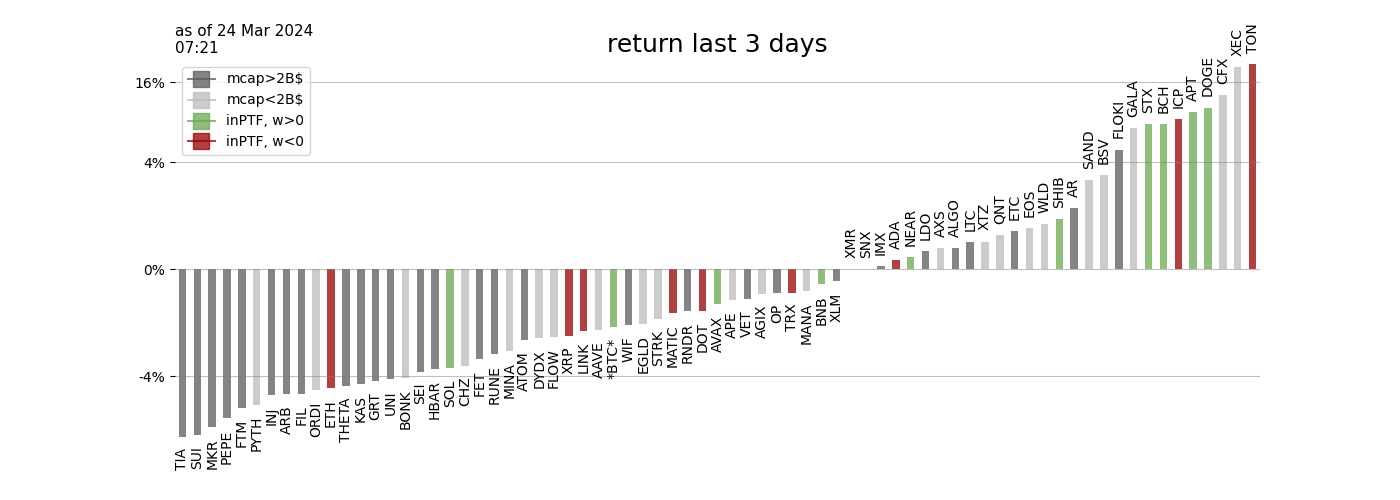 as of 24 Mar 2024
07:21
return last 3 days
mcap>2B$
mcap<2B$
inPTF, w>0
inPTF, w<0
16%
4%
0%
-4%
TIA
SUI
MKR
PEPE
FTM
PYTH
INJ
ARB
FIL
ORDI
ETH
THETA
KAS
GRT
UNI
BONK
SEI
HBAR
SOL
CHZ
FET
RUNE
MINA
ATOM
DYDX
FLOW
XRP
LINK
AAVE
*BTC*
WIF
EGLD
STRK
MATIC
RNDR
DOT
AVAX
APE
VET
AGIX
OP
TRX
MANA
BNB
XLM
XMR
SNX
IMX
ADA
NEAR
LDO
AXS
ALGO
LTC
XTZ
QNT
ETC
EOS
WLD
SHIB
AR
SAND
BSV
FLOKI
GALA
STX
BCH
ICP
APT
DOGE
CFX
XEC
TON